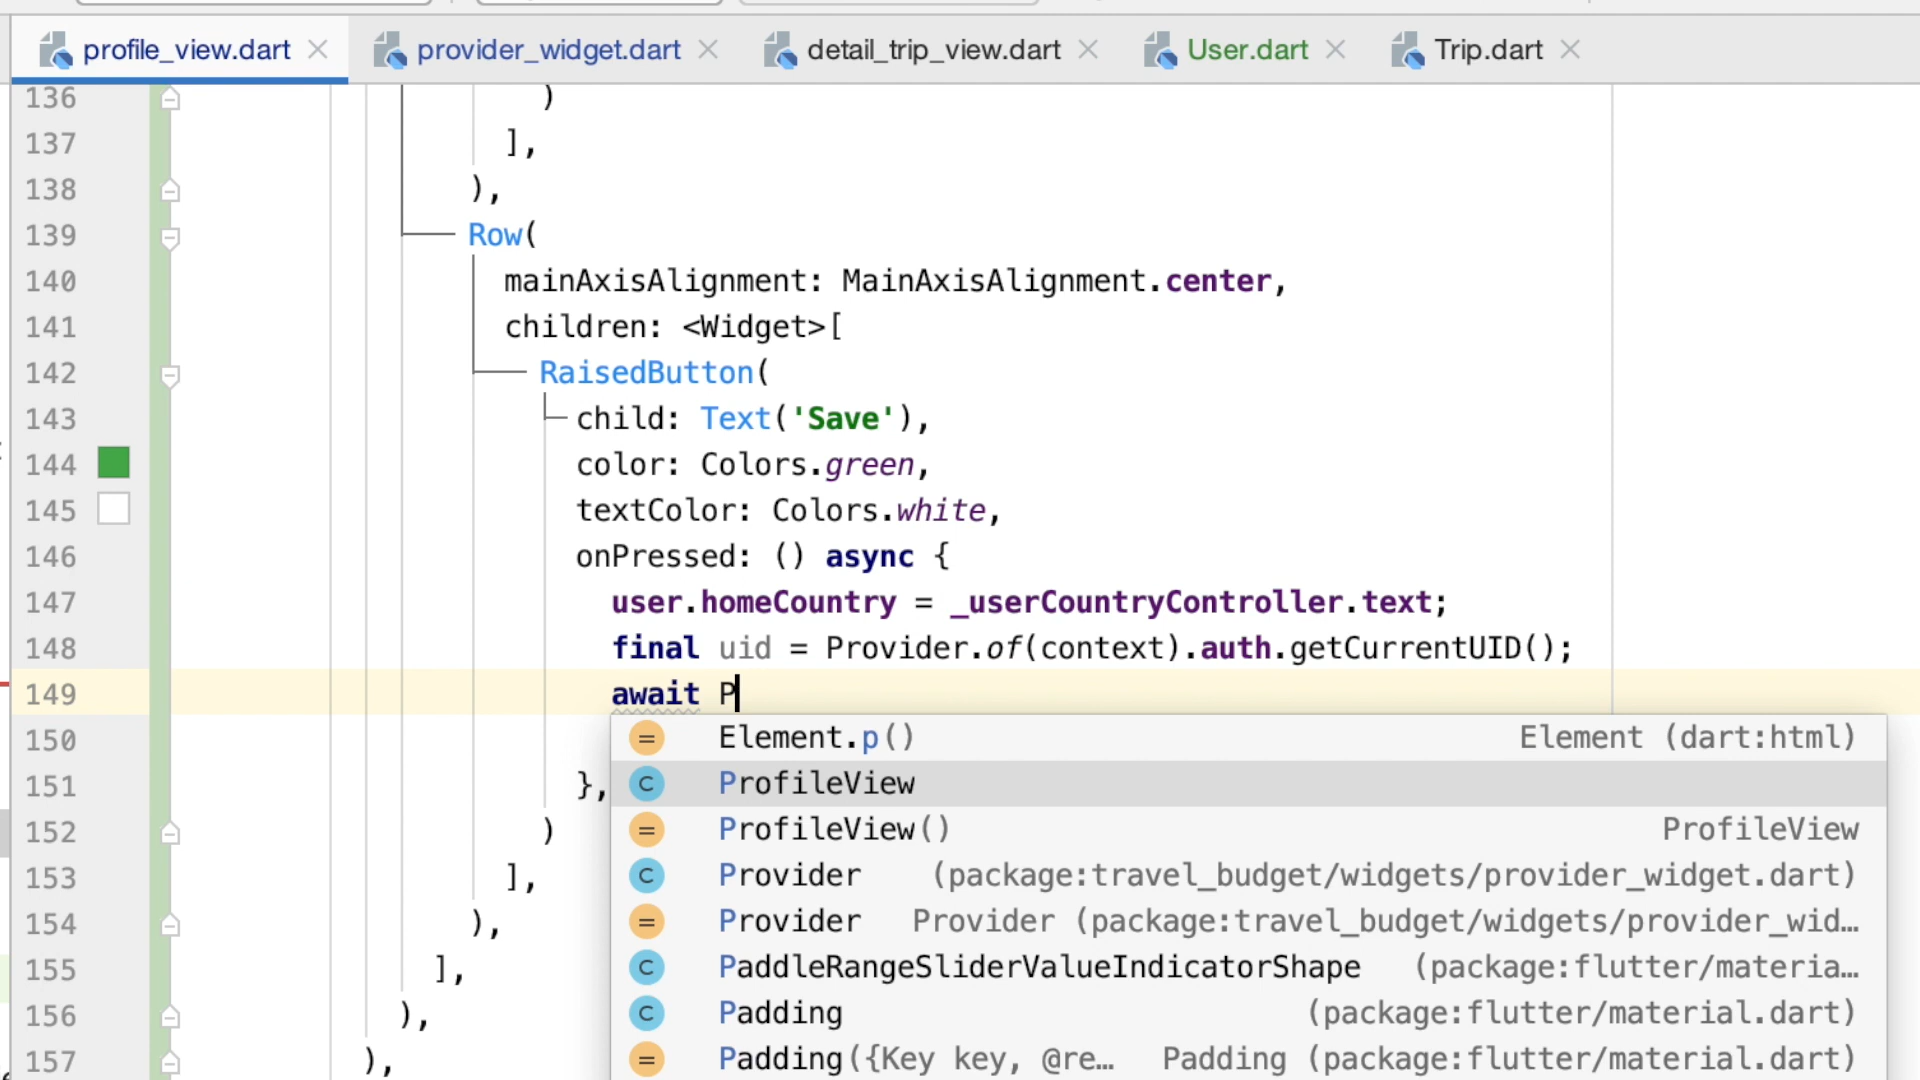 profile_view.dart provider_widget.dart detail_trip_view.dart User.dart Trip.dart
136 )
137 ],
138 ),
139 Row(
140 mainAxisAlignment: MainAxisAlignment.center,
141 children: <Widget>[
142 RaisedButton(
143 child: Text('Save'),
144 color: Colors.green,
145 textColor: Colors.white,
146 onPressed: () async {
147 user.homeCountry = _userCountryController.text;
148 final uid = Provider.of(context).auth.getCurrentUID();
149 await P
150
151 },
152 )
153 ],
154 ),
155 ],
156 ),
157 ),
= Element.p() Element (dart:html)
C ProfileView
= ProfileView() ProfileView
C Provider (package:travel_budget/widgets/provider_widget.dart)
= Provider Provider (package:travel_budget/widgets/provider_wid…
C PaddleRangeSliderValueIndicatorShape (package:flutter/materia…
C Padding (package:flutter/material.dart)
= Padding({Key key, @re… Padding (package:flutter/material.dart)